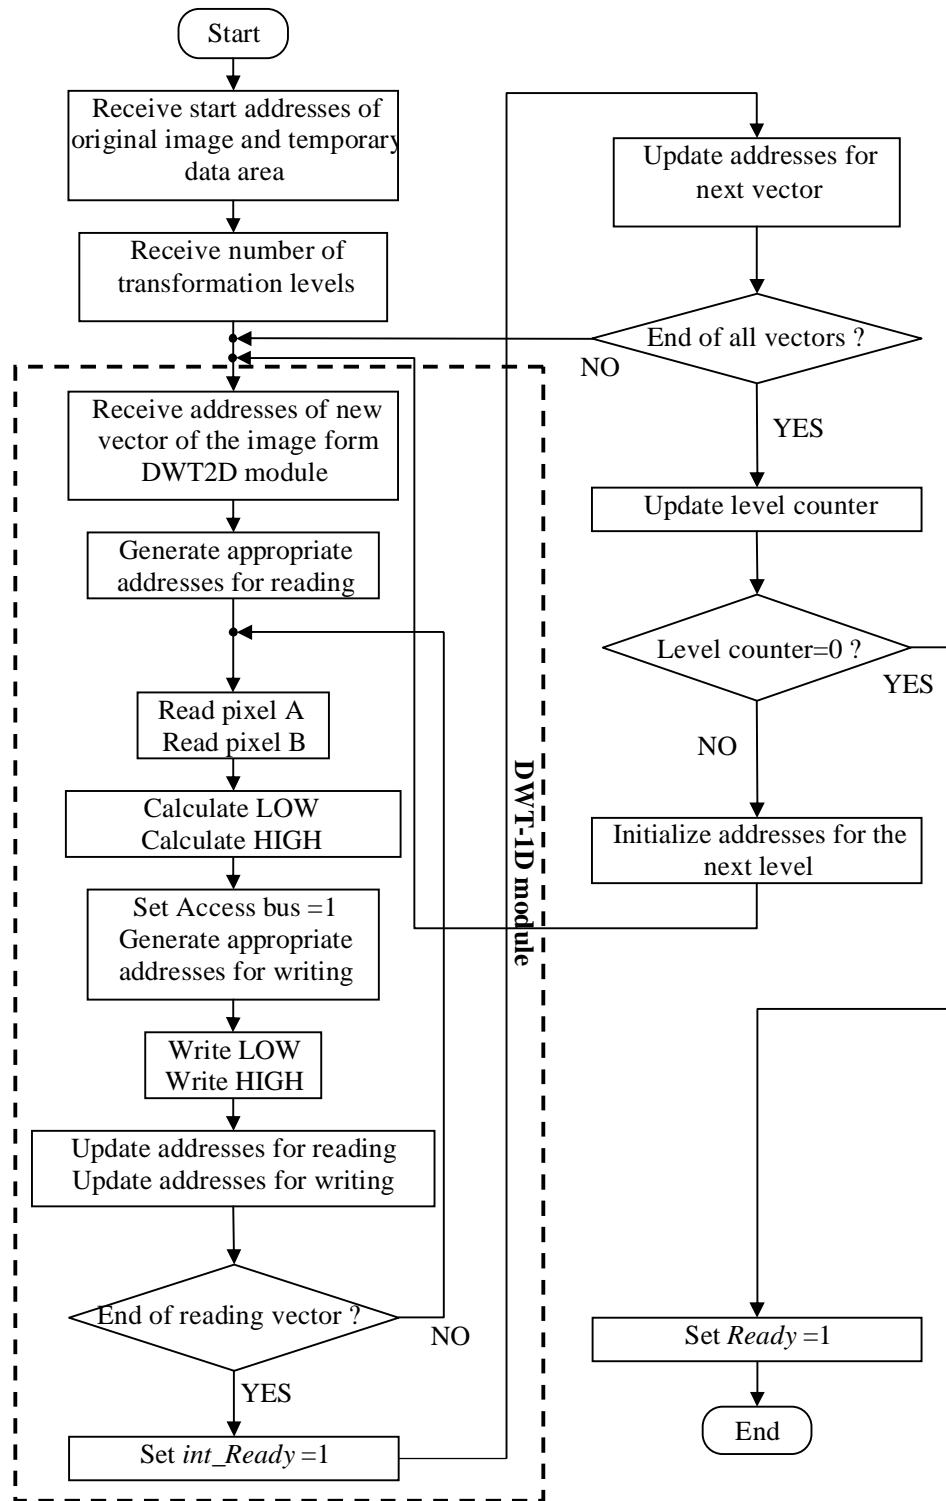 Start
Receive start addresses of
original image and temporary
data area
Receive number of
transformation levels
Receive addresses of new
vector of the image form
DWT2D module
Generate appropriate
addresses for reading
Read pixel A
Read pixel B
Calculate LOW
Calculate HIGH
Set Access bus =1
Generate appropriate
addresses for writing
Write LOW
Write HIGH
Update addresses for reading
Update addresses for writing
End of reading vector ?
NO
YES
Set int_Ready =1
DWT-1D module
Update addresses for
next vector
End of all vectors ?
NO
YES
Update level counter
Level counter=0 ?
YES
NO
Initialize addresses for the
next level
Set Ready =1
End